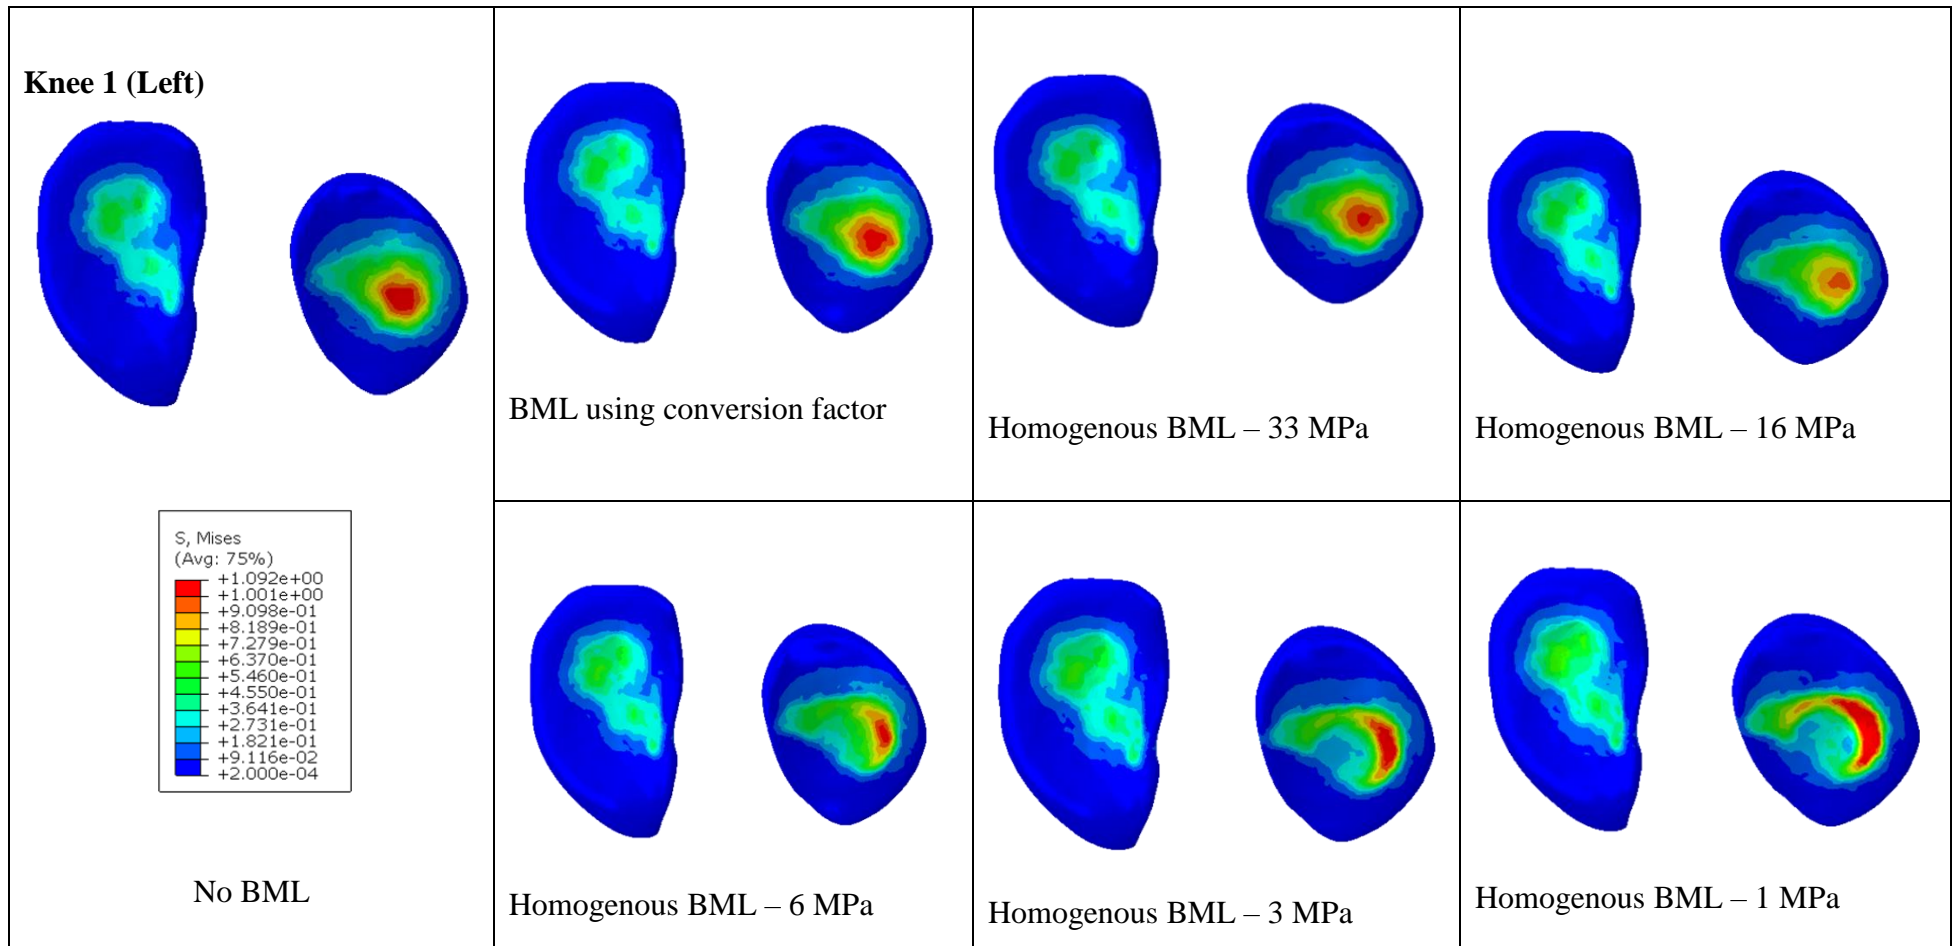 Knee 1 (Left)
S, Mises
(Avg: 75%)
+1.092e+00
+1.001e+00
+9.098e-01
+8.189e-01
+7.279e-01
+6.370e-01
+5.460e-01
+4.550e-01
+3.641e-01
+2.731e-01
+1.821e-01
+9.116e-02
+2.000e-04
No BML
BML using conversion factor
Homogenous BML – 33 MPa
Homogenous BML – 16 MPa
Homogenous BML – 6 MPa
Homogenous BML – 3 MPa
Homogenous BML – 1 MPa